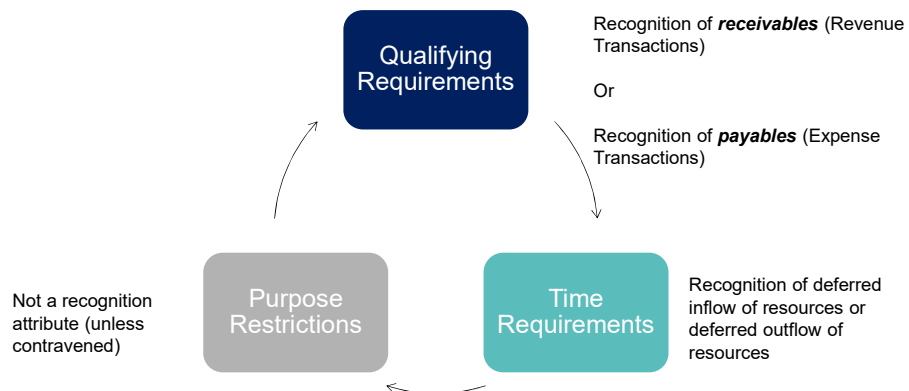 Qualifying
Requirements
Recognition of receivables (Revenue
Transactions)
Or
Recognition of payables (Expense
Transactions)
Time
Requirements
Recognition of deferred
inflow of resources or
deferred outflow of
resources
Purpose
Restrictions
Not a recognition
attribute (unless
contravened)